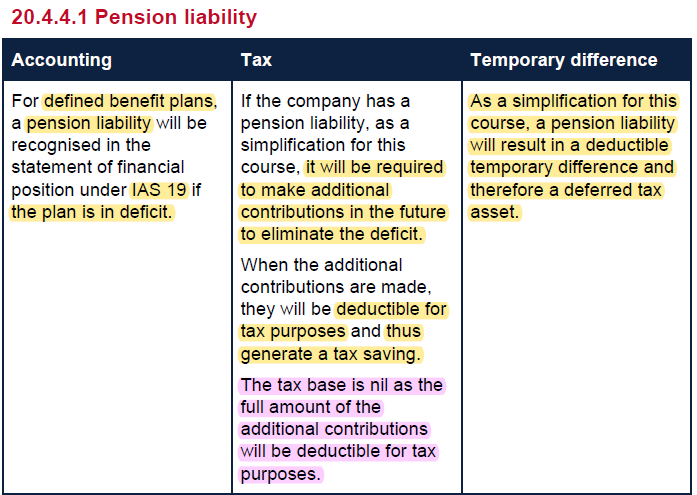 20.4.4.1 Pension liability
Accounting
Tax
Temporary difference
For defined benefit plans,
a pension liability will be
recognised in the
statement of financial
position under IAS 19 if
the plan is in deficit.
If the company has a
pension liability, as a
simplification for this
course, it will be required
to make additional
contributions in the future
to eliminate the deficit.
When the additional
contributions are made,
they will be deductible for
tax purposes and thus
generate a tax saving.
The tax base is nil as the
full amount of the
additional contributions
will be deductible for tax
purposes.
As a simplification for this
course, a pension liability
will result in a deductible
temporary difference and
therefore a deferred tax
asset.